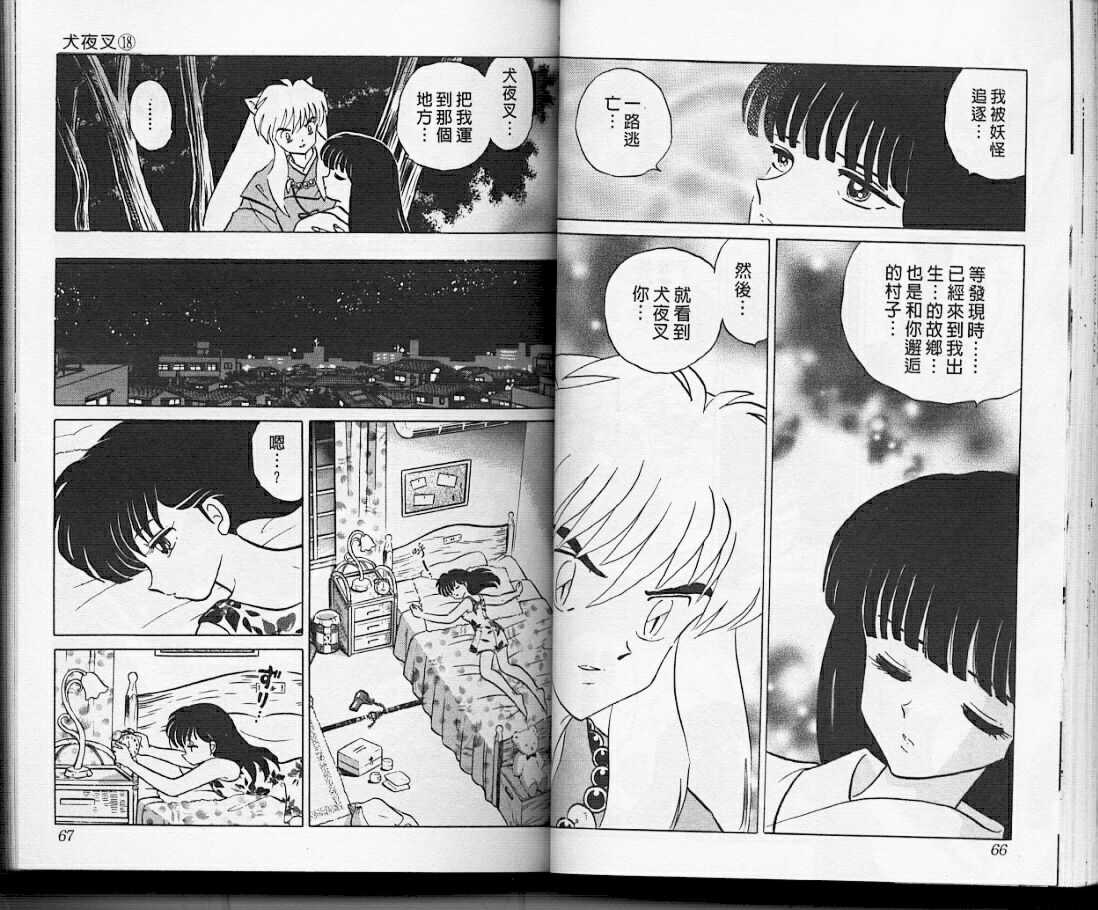 犬夜叉⑱
我被妖怪
追逐…
一路逃
亡…
等發現時……
已經來到我出
生…的故鄉…
也是和你邂逅
的村子…
然後…
就看到
犬夜叉
你…
66
犬夜叉…
把我運
到那個
地方…
……
嗯…?
ずり…
67